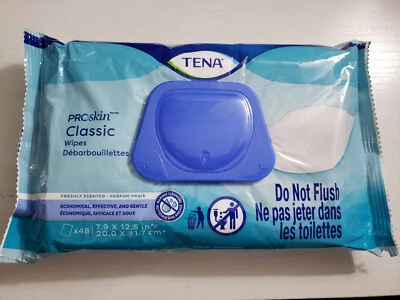 TENA
PROskin™
Classic
Wipes
Débarbouillettes
FRESHLY SCENTED · PARFUM FRAIS
ECONOMICAL, EFFECTIVE, AND GENTLE
ÉCONOMIQUE, EFFICACE ET DOUX
x48 7.9 X 12.5 in
20.0 X 31.7 cm
Do Not Flush
Ne pas jeter dans
les toilettes